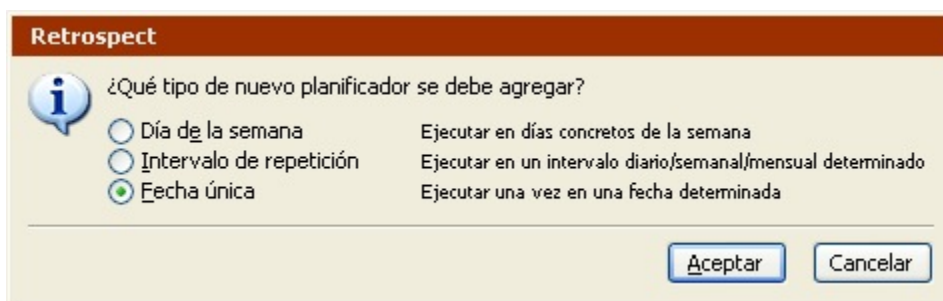 Retrospect
¿Qué tipo de nuevo planificador se debe agregar?
Día de la semana Ejecutar en días concretos de la semana
Intervalo de repetición Ejecutar en un intervalo diario/semanal/mensual determinado
Fecha única Ejecutar una vez en una fecha determinada
Aceptar Cancelar